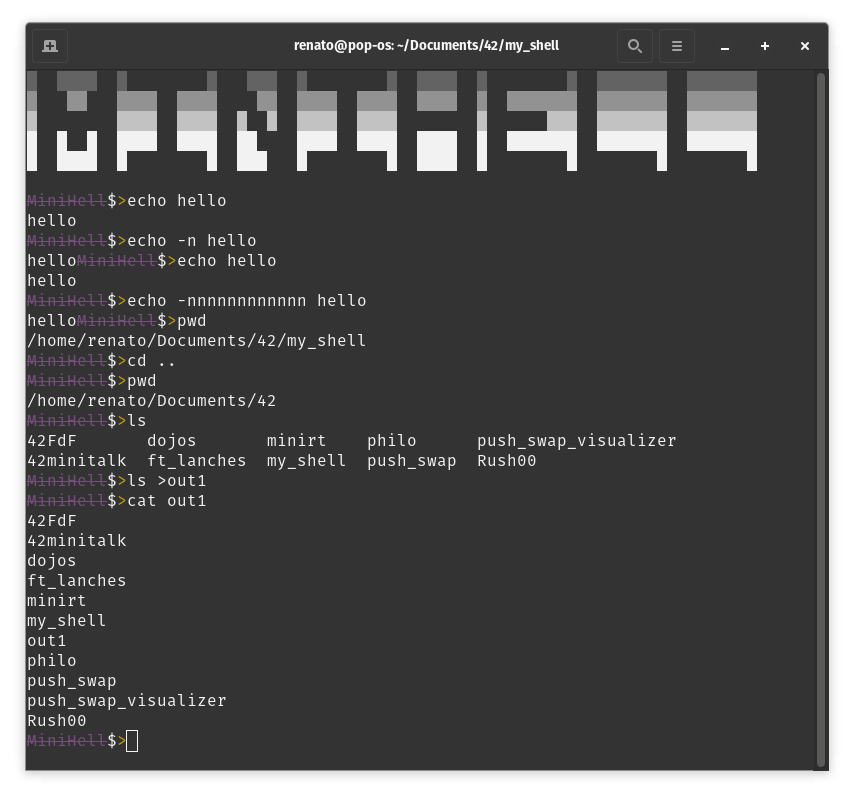 renato@pop-os: ~/Documents/42/my_shell
MiniHell$>echo hello
hello
MiniHell$>echo -n hello
helloMiniHell$>echo hello
hello
MiniHell$>echo -nnnnnnnnnnnn hello
helloMiniHell$>pwd
/home/renato/Documents/42/my_shell
MiniHell$>cd ..
MiniHell$>pwd
/home/renato/Documents/42
MiniHell$>ls
42FdF       dojos       minirt    philo      push_swap_visualizer
42minitalk  ft_lanches  my_shell  push_swap  Rush00
MiniHell$>ls >out1
MiniHell$>cat out1
42FdF
42minitalk
dojos
ft_lanches
minirt
my_shell
out1
philo
push_swap
push_swap_visualizer
Rush00
MiniHell$>